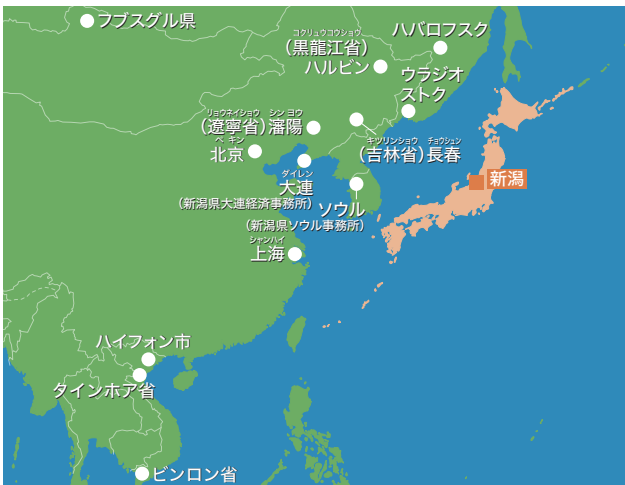 フブスグル県
ハバロフスク
コクリュウコウショウ
(黒龍江省)
ハルビン
ウラジオ
ストク
リョウネイショウ シン ヨウ
(遼寧省)瀋陽
キツリンショウ チョウシュン
(吉林省)長春
ペ キン
北京
ダイレン
大連
(新潟県大連経済事務所)
新潟
ソウル
(新潟県ソウル事務所)
シャンハイ
上海
ハイフォン市
タインホア省
ビンロン省